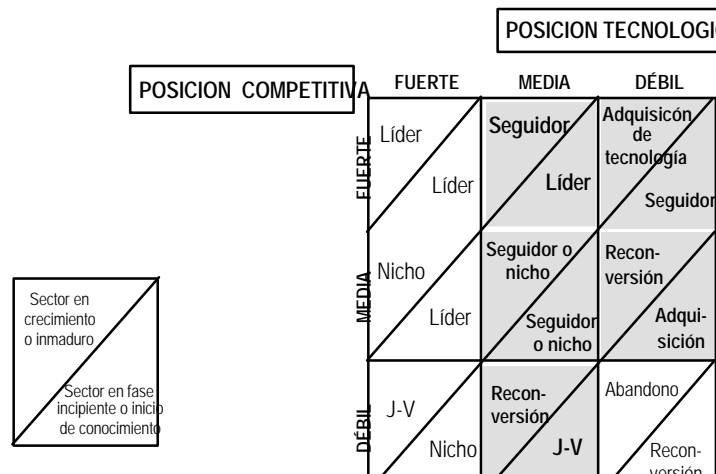 POSICION TECNOLOGI
POSICION COMPETITIVA
FUERTE
MEDIA
DÉBIL
FUERTE
Líder
Líder
Seguidor
Líder
Adquisicón
de
tecnología
Seguidor
MEDIA
Nicho
Líder
Seguidor o
nicho
Seguidor
o nicho
Recon-
versión
Adqui-
sición
Sector en
crecimiento
o inmaduro
Sector en fase
incipiente o inicio
de conocimiento
DÉBIL
J-V
Nicho
Recon-
versión
J-V
Abandono
Recon-
versión